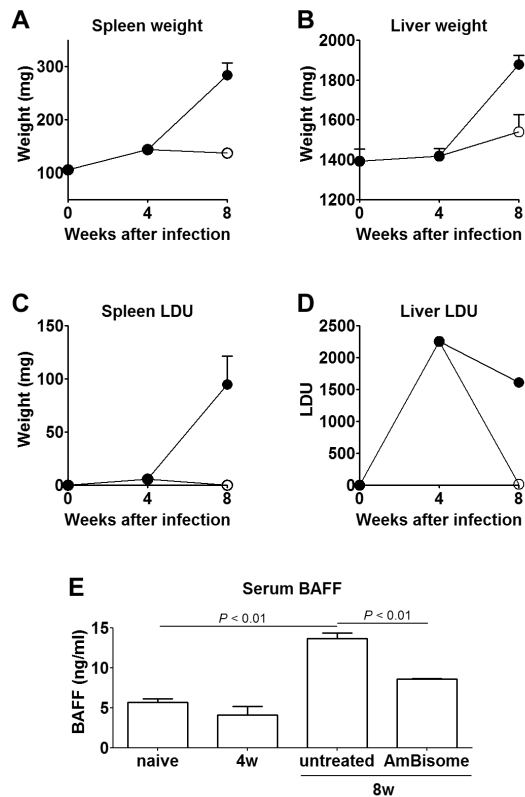 A
Spleen weight
Weight (mg)
300
200
100
0 4 8
Weeks after infection
B
Liver weight
Weight (mg)
2000
1800
1600
1400
1200
0 4 8
Weeks after infection
C
Spleen LDU
Weight (mg)
150
100
50
0
0 4 8
Weeks after infection
D
Liver LDU
LDU
2500
2000
1500
1000
500
0
0 4 8
Weeks after infection
E
Serum BAFF
P < 0.01 P < 0.01
BAFF (ng/ml)
15
10
5
0
naive 4w untreated AmBisome
8w